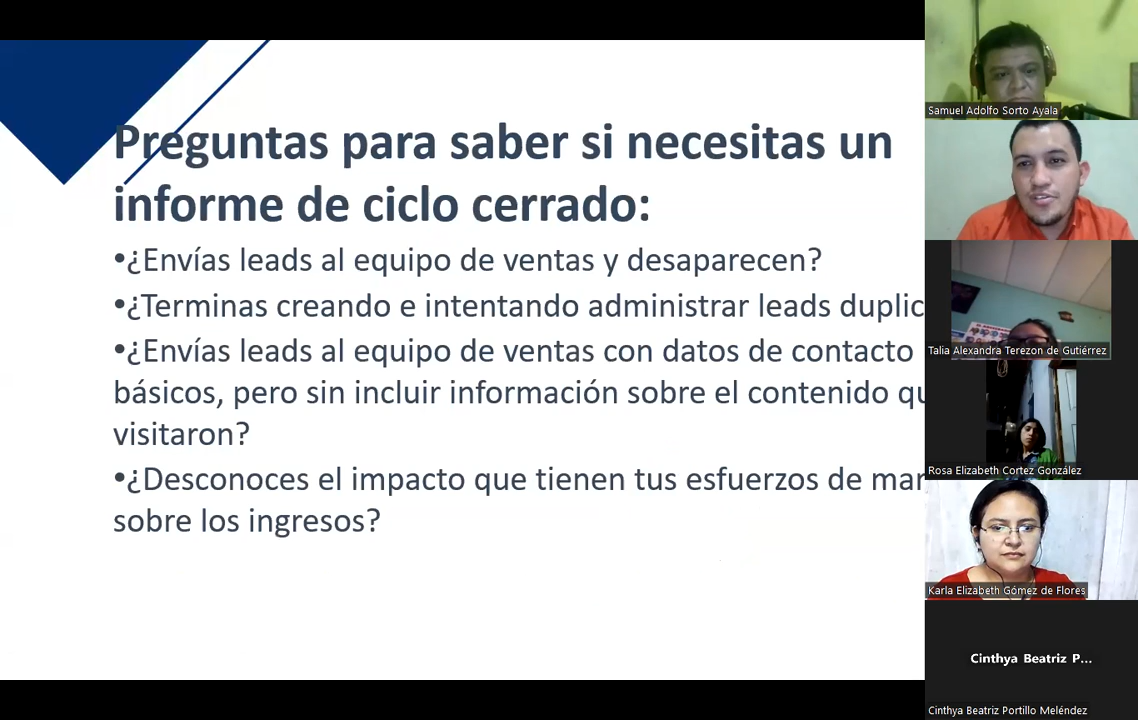 Preguntas para saber si necesitas un
informe de ciclo cerrado:
•¿Envías leads al equipo de ventas y desaparecen?
•¿Terminas creando e intentando administrar leads duplic
•¿Envías leads al equipo de ventas con datos de contacto
básicos, pero sin incluir información sobre el contenido qu
visitaron?
•¿Desconoces el impacto que tienen tus esfuerzos de mar
sobre los ingresos?
Samuel Adolfo Sorto Ayala
Talia Alexandra Terezon de Gutiérrez
Rosa Elizabeth Cortez González
Karla Elizabeth Gómez de Flores
Cinthya Beatriz P...
Cinthya Beatriz Portillo Meléndez